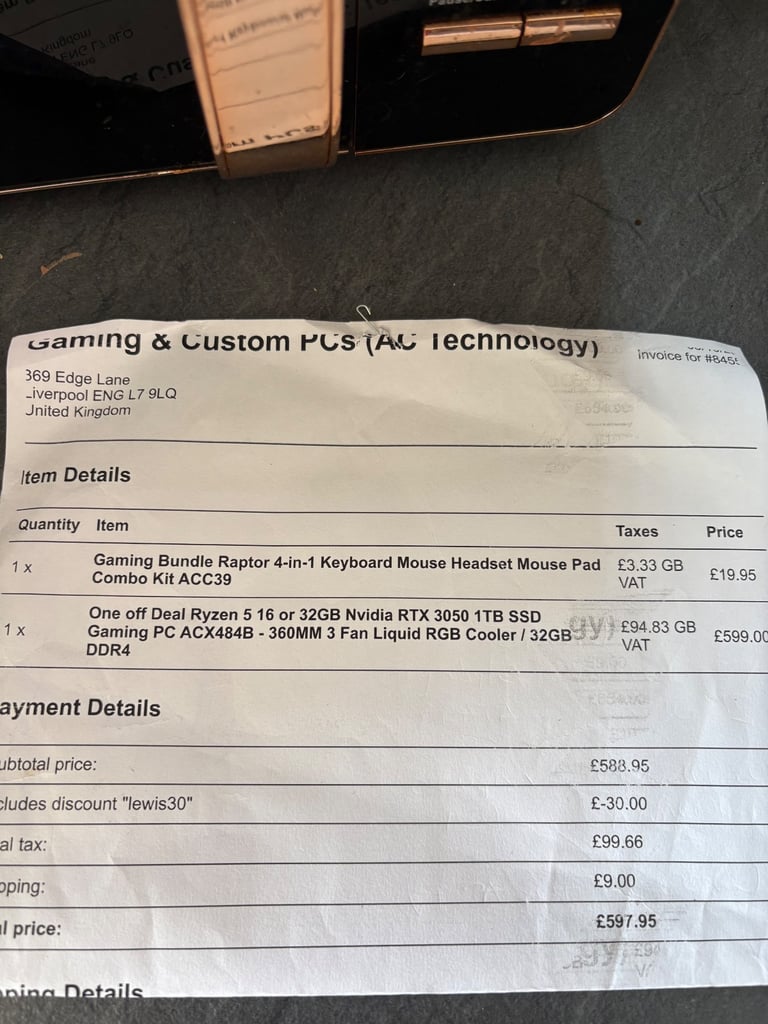 Gaming & Custom PCs (AC Technology)
Invoice for #845
369 Edge Lane
Liverpool ENG L7 9LQ
United Kingdom
Item Details
Quantity Item Taxes Price
1 x Gaming Bundle Raptor 4-in-1 Keyboard Mouse Headset Mouse Pad £3.33 GB £19.95
Combo Kit ACC39 VAT
One off Deal Ryzen 5 16 or 32GB Nvidia RTX 3050 1TB SSD
1 x Gaming PC ACX484B - 360MM 3 Fan Liquid RGB Cooler / 32GB £94.83 GB £599.00
DDR4 VAT
ayment Details
ubtotal price: £588.95
cludes discount "lewis30" £-30.00
al tax: £99.66
pping: £9.00
l price: £597.95
pping Details